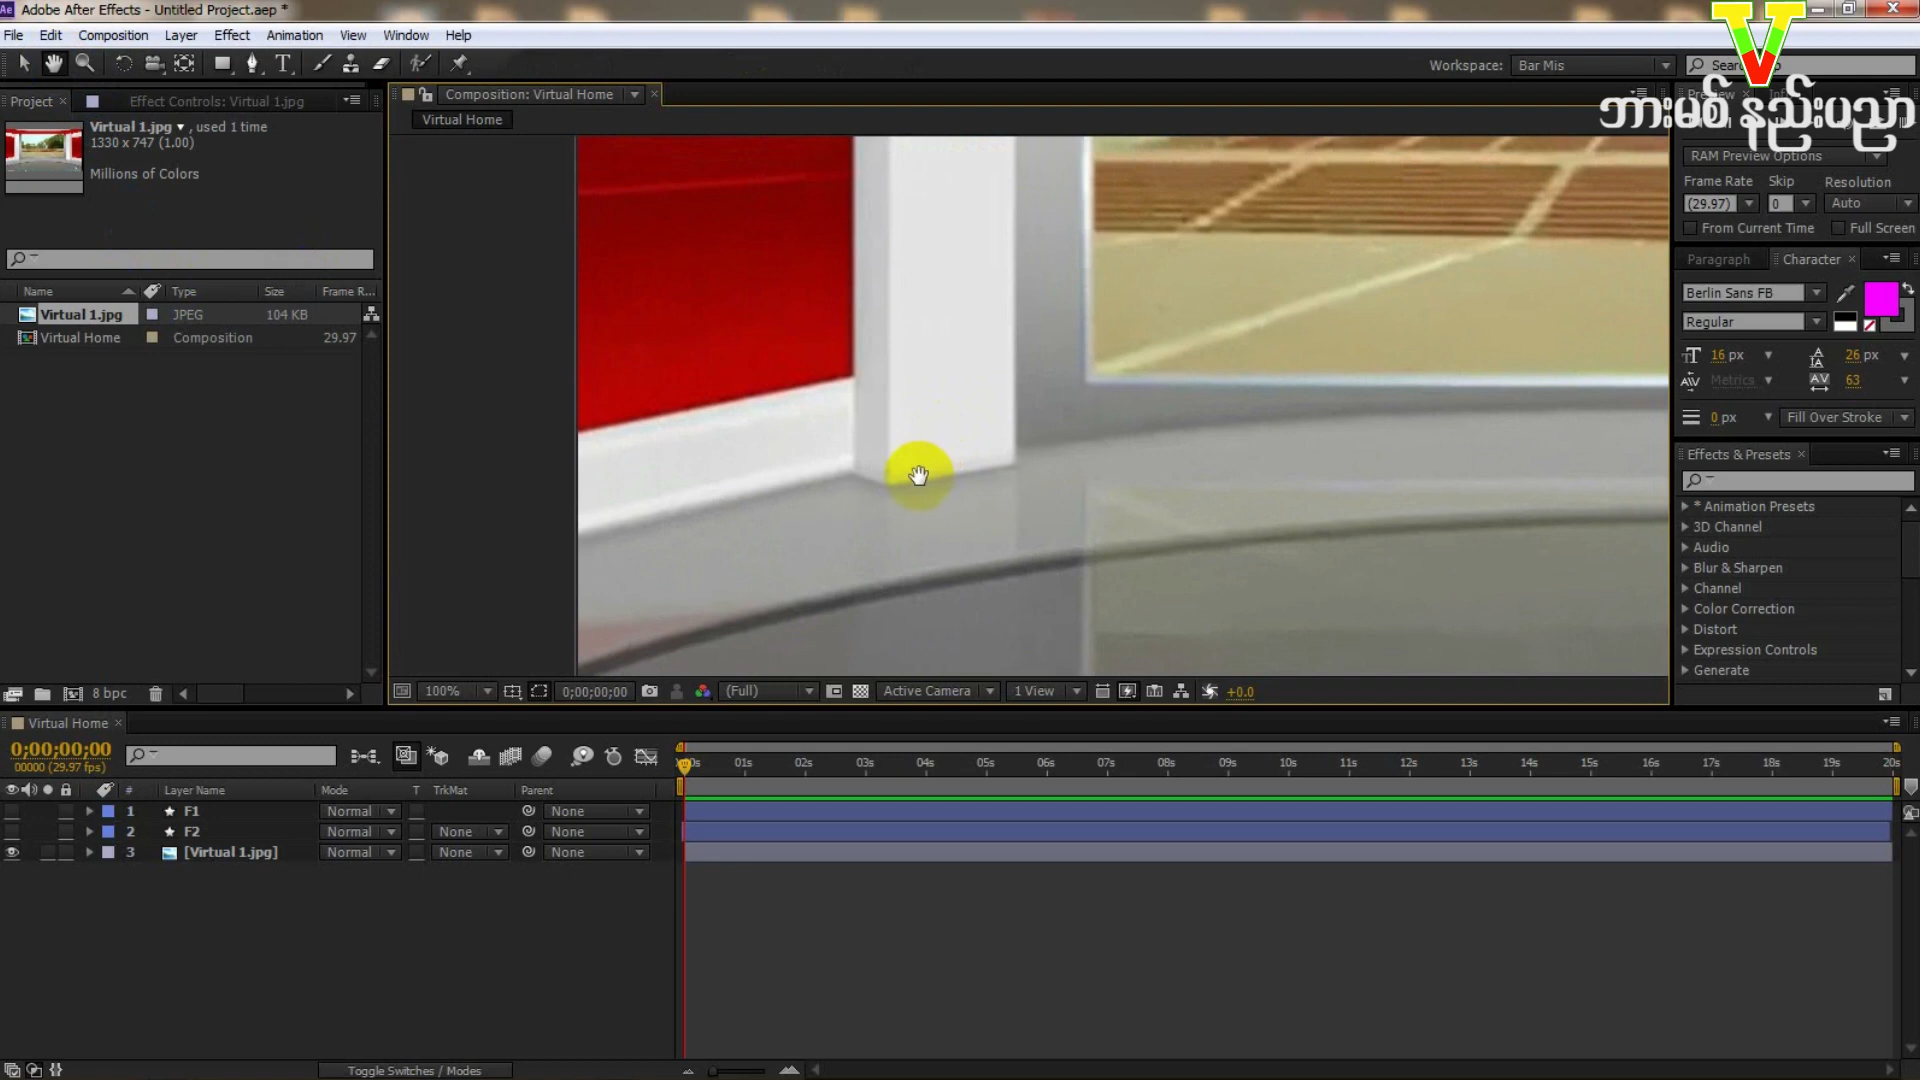 Ae Adobe After Effects - Untitled Project.aep *
File Edit Composition Layer Effect Animation View Window Help
Workspace: Bar Mis
V
ဘားမစ် နည်းပညာ
Project Effect Controls: Virtual 1.jpg
Composition: Virtual Home
Virtual Home
Virtual 1.jpg , used 1 time
1330 x 747 (1.00)
Millions of Colors
Name Type Size Frame R...
Virtual 1.jpg JPEG 104 KB
Virtual Home Composition 29.97
8 bpc
100% 0;00;00;00 (Full) Active Camera 1 View +0.0
RAM Preview Options
Frame Rate Skip Resolution
(29.97) 0 Auto
From Current Time Full Screen
Paragraph Character
Berlin Sans FB
Regular
16 px 26 px
Metrics 63
0 px Fill Over Stroke
Effects & Presets
* Animation Presets
3D Channel
Audio
Blur & Sharpen
Channel
Color Correction
Distort
Expression Controls
Generate
Virtual Home
0;00;00;00
00000 (29.97 fps)
01s 02s 03s 04s 05s 06s 07s 08s 09s 10s 11s 12s 13s 14s 15s 16s 17s 18s 19s 20s
# Layer Name Mode T TrkMat Parent
1 F1 Normal None
2 F2 Normal None None
3 [Virtual 1.jpg] Normal None None
Toggle Switches / Modes